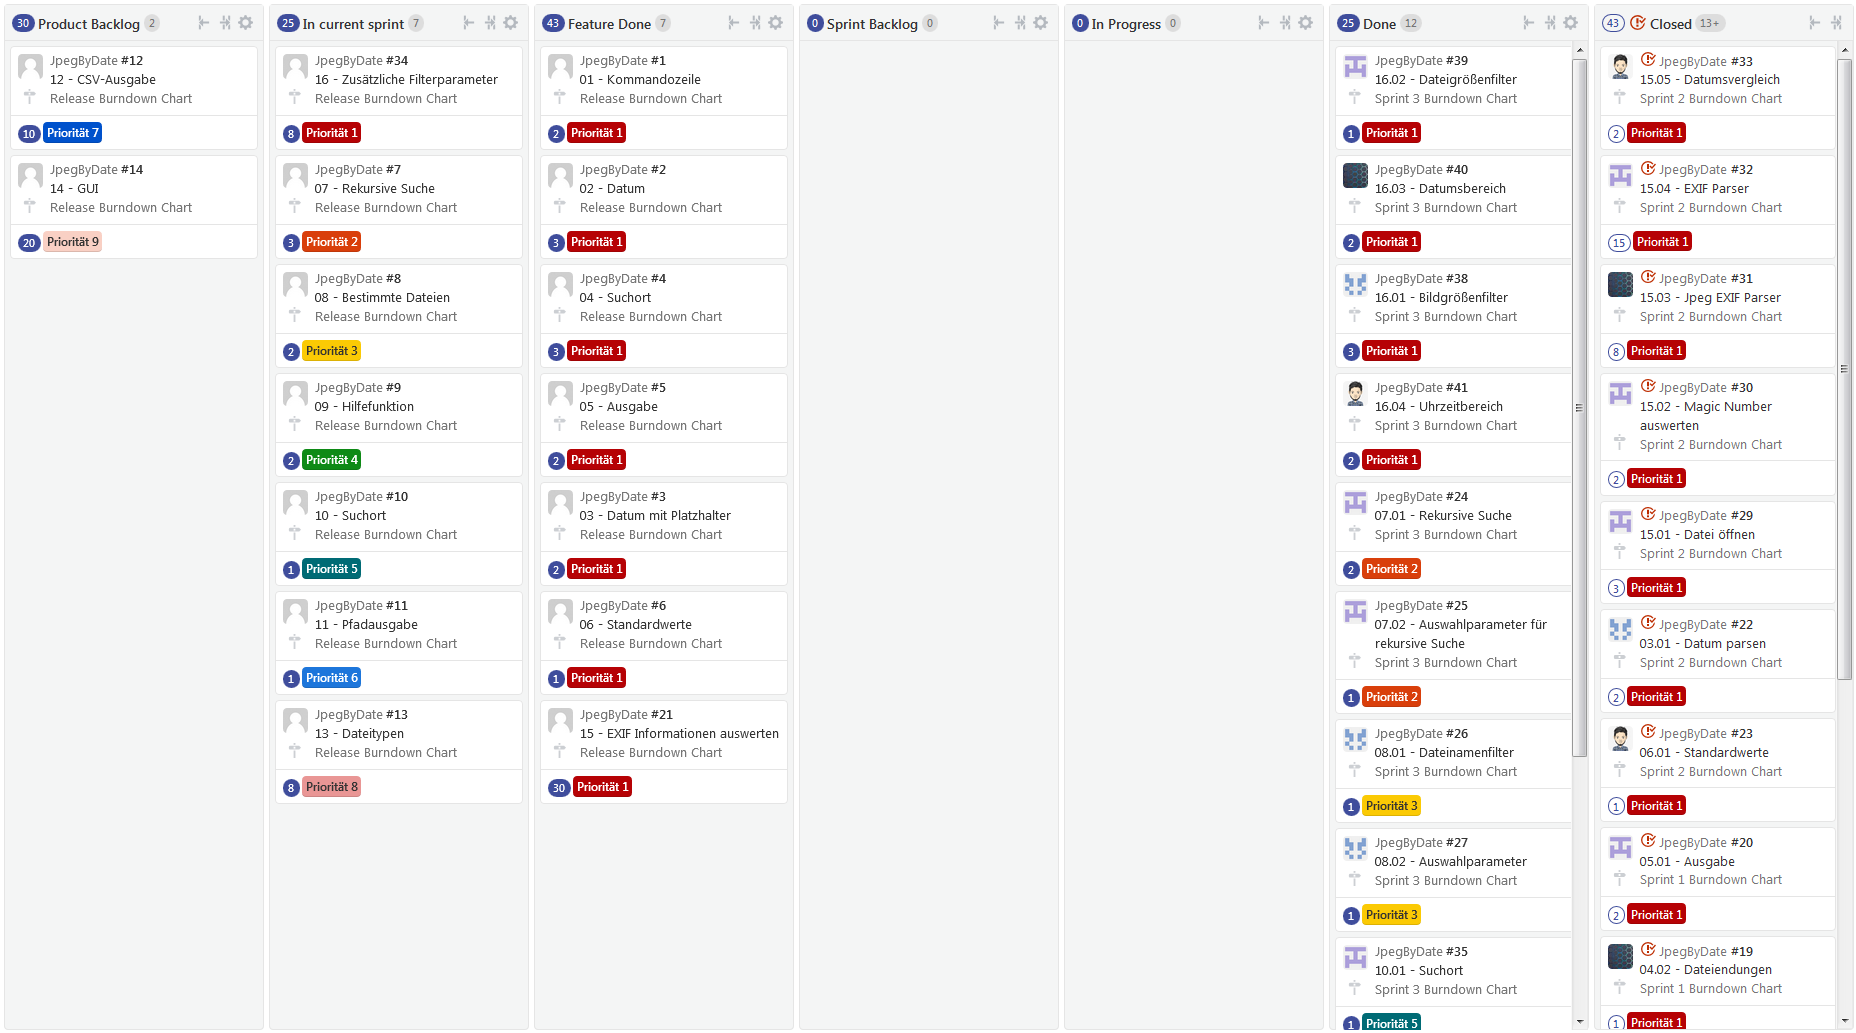 30 Product Backlog 2
JpegByDate #12
12 - CSV-Ausgabe
Release Burndown Chart
10 Priorität 7
JpegByDate #14
14 - GUI
Release Burndown Chart
20 Priorität 9
25 In current sprint 7
JpegByDate #34
16 - Zusätzliche Filterparameter
Release Burndown Chart
8 Priorität 1
JpegByDate #7
07 - Rekursive Suche
Release Burndown Chart
3 Priorität 2
JpegByDate #8
08 - Bestimmte Dateien
Release Burndown Chart
2 Priorität 3
JpegByDate #9
09 - Hilfefunktion
Release Burndown Chart
2 Priorität 4
JpegByDate #10
10 - Suchort
Release Burndown Chart
1 Priorität 5
JpegByDate #11
11 - Pfadausgabe
Release Burndown Chart
1 Priorität 6
JpegByDate #13
13 - Dateitypen
Release Burndown Chart
8 Priorität 8
43 Feature Done 7
JpegByDate #1
01 - Kommandozeile
Release Burndown Chart
2 Priorität 1
JpegByDate #2
02 - Datum
Release Burndown Chart
3 Priorität 1
JpegByDate #4
04 - Suchort
Release Burndown Chart
3 Priorität 1
JpegByDate #5
05 - Ausgabe
Release Burndown Chart
2 Priorität 1
JpegByDate #3
03 - Datum mit Platzhalter
Release Burndown Chart
2 Priorität 1
JpegByDate #6
06 - Standardwerte
Release Burndown Chart
1 Priorität 1
JpegByDate #21
15 - EXIF Informationen auswerten
Release Burndown Chart
30 Priorität 1
0 Sprint Backlog 0
0 In Progress 0
25 Done 12
JpegByDate #39
16.02 - Dateigrößenfilter
Sprint 3 Burndown Chart
1 Priorität 1
JpegByDate #40
16.03 - Datumsbereich
Sprint 3 Burndown Chart
2 Priorität 1
JpegByDate #38
16.01 - Bildgrößenfilter
Sprint 3 Burndown Chart
3 Priorität 1
JpegByDate #41
16.04 - Uhrzeitbereich
Sprint 3 Burndown Chart
2 Priorität 1
JpegByDate #24
07.01 - Rekursive Suche
Sprint 3 Burndown Chart
2 Priorität 2
JpegByDate #25
07.02 - Auswahlparameter für
rekursive Suche
Sprint 3 Burndown Chart
1 Priorität 2
JpegByDate #26
08.01 - Dateinamenfilter
Sprint 3 Burndown Chart
1 Priorität 3
JpegByDate #27
08.02 - Auswahlparameter
Sprint 3 Burndown Chart
1 Priorität 3
JpegByDate #35
10.01 - Suchort
Sprint 3 Burndown Chart
1 Priorität 5
43 Closed 13+
JpegByDate #33
15.05 - Datumsvergleich
Sprint 2 Burndown Chart
2 Priorität 1
JpegByDate #32
15.04 - EXIF Parser
Sprint 2 Burndown Chart
15 Priorität 1
JpegByDate #31
15.03 - Jpeg EXIF Parser
Sprint 2 Burndown Chart
8 Priorität 1
JpegByDate #30
15.02 - Magic Number
auswerten
Sprint 2 Burndown Chart
2 Priorität 1
JpegByDate #29
15.01 - Datei öffnen
Sprint 2 Burndown Chart
3 Priorität 1
JpegByDate #22
03.01 - Datum parsen
Sprint 2 Burndown Chart
2 Priorität 1
JpegByDate #23
06.01 - Standardwerte
Sprint 2 Burndown Chart
1 Priorität 1
JpegByDate #20
05.01 - Ausgabe
Sprint 1 Burndown Chart
2 Priorität 1
JpegByDate #19
04.02 - Dateiendungen
Sprint 1 Burndown Chart
1 Priorität 1